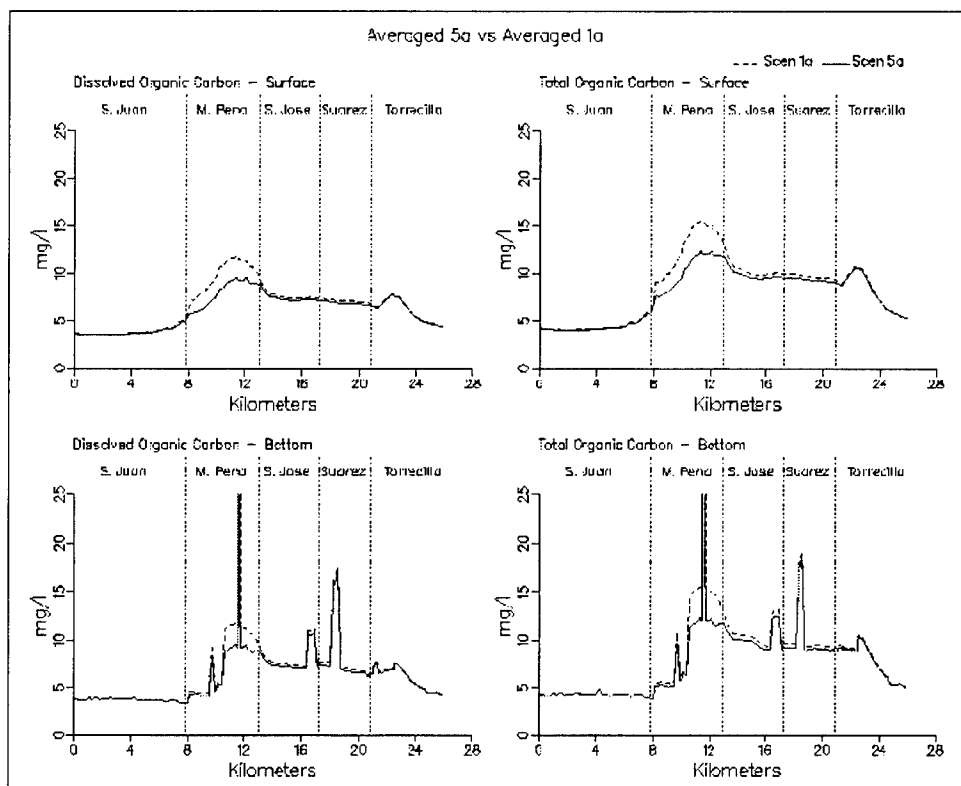 Averaged 5a vs Averaged 1a
Scen 1a Scen 5a
Dissolved Organic Carbon – Surface
S. Juan M. Pena S. Jose Suarez Torrecilla
25
20
15
10
5
0
mg/l
0 4 8 12 16 20 24 28
Kilometers
Total Organic Carbon – Surface
S. Juan M. Pena S. Jose Suarez Torrecilla
25
20
15
10
5
0
mg/l
0 4 8 12 16 20 24 28
Kilometers
Dissolved Organic Carbon – Bottom
S. Juan M. Pena S. Jose Suarez Torrecilla
25
20
15
10
5
0
mg/l
0 4 8 12 16 20 24 28
Kilometers
Total Organic Carbon – Bottom
S. Juan M. Pena S. Jose Suarez Torrecilla
25
20
15
10
5
0
mg/l
0 4 8 12 16 20 24 28
Kilometers